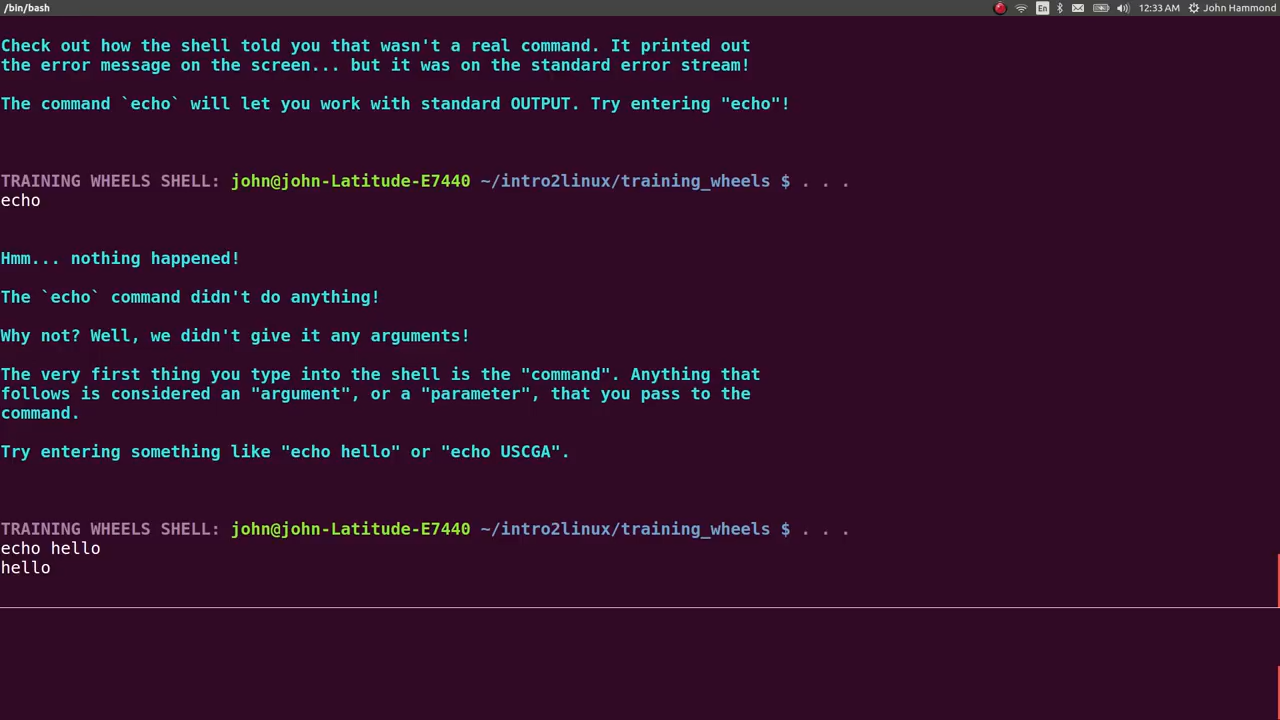 /bin/bash
En
12:33 AM
John Hammond
Check out how the shell told you that wasn't a real command. It printed out
the error message on the screen... but it was on the standard error stream!
The command `echo` will let you work with standard OUTPUT. Try entering "echo"!
TRAINING WHEELS SHELL: john@john-Latitude-E7440 ~/intro2linux/training_wheels $ . . .
echo
Hmm... nothing happened!
The `echo` command didn't do anything!
Why not? Well, we didn't give it any arguments!
The very first thing you type into the shell is the "command". Anything that
follows is considered an "argument", or a "parameter", that you pass to the
command.
Try entering something like "echo hello" or "echo USCGA".
TRAINING WHEELS SHELL: john@john-Latitude-E7440 ~/intro2linux/training_wheels $ . . .
echo hello
hello